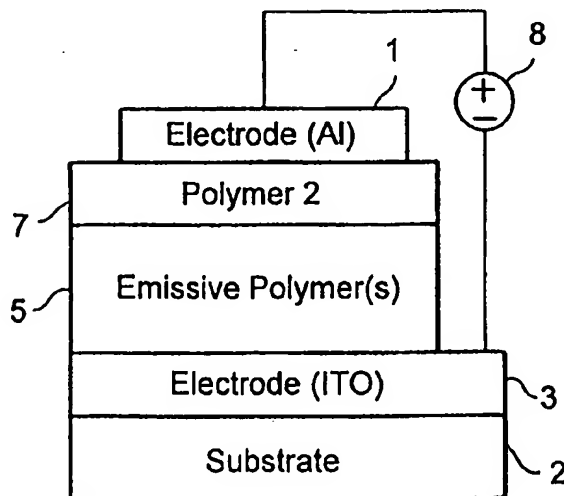 1
8
+
−
Electrode (Al)
Polymer 2
7
Emissive Polymer(s)
5
Electrode (ITO)
3
Substrate
2